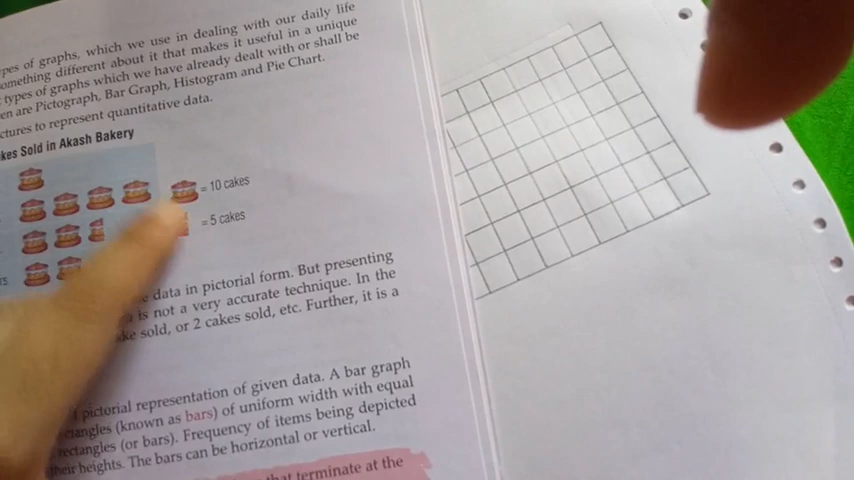 pes of graphs, which we use in dealing with our daily life
omething different about it that makes it useful in a unique
types of graphs which we have already dealt with or shall be
en are Pictograph, Bar Graph, Histogram and Pie Chart.
ctures to represent quantitative data.
kes Sold in Akash Bakery
= 10 cakes
= 5 cakes
rs
data in pictorial form. But presenting
is not a very accurate technique. In the
ke sold, or 2 cakes sold, etc. Further, it is a
pictorial representation of given data. A bar graph
ctangles (known as bars) of uniform width with equal
rectangles (or bars). Frequency of items being depicted
heir heights. The bars can be horizontal or vertical.
that terminate at the